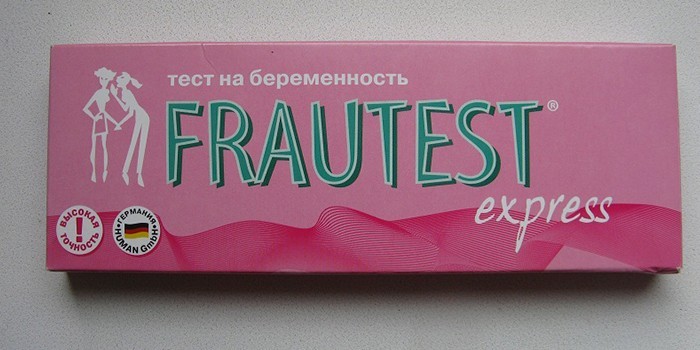 тест на беременность
FRAUTEST®
express
ВЫСОКАЯ
!
ТОЧНОСТЬ
ГЕРМАНИЯ
HUMAN GmbH